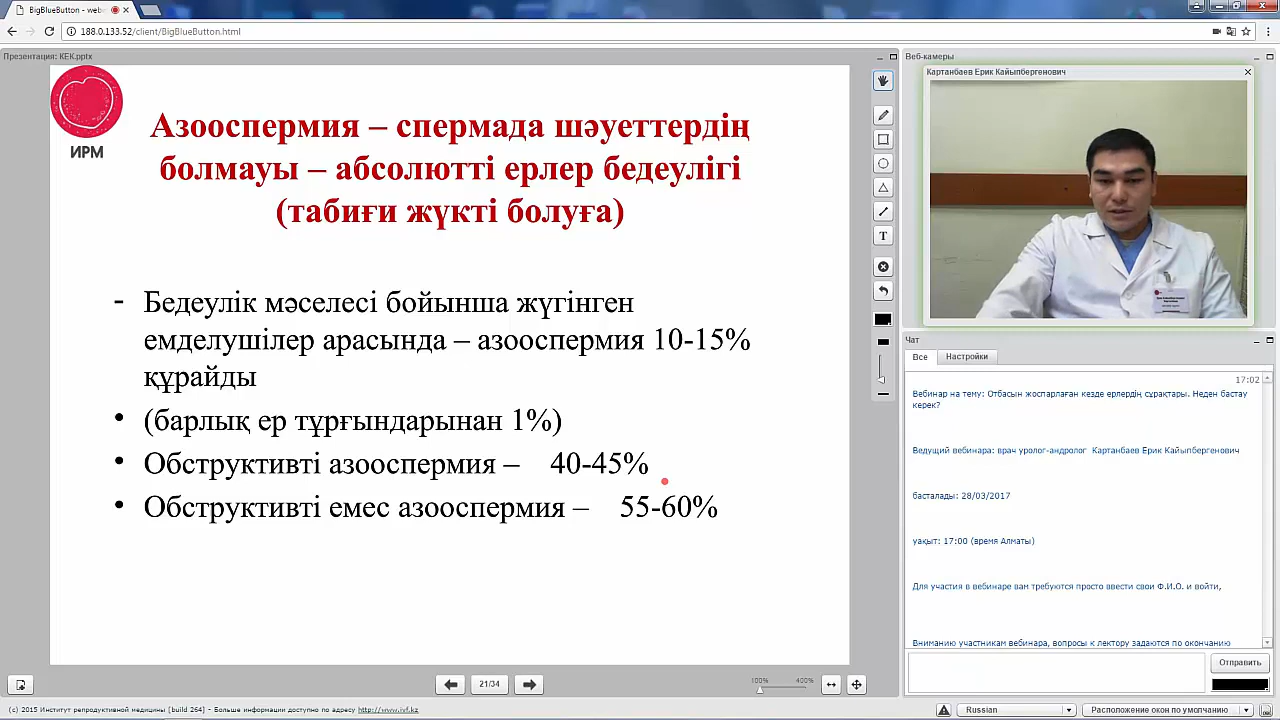 BigBlueButton - webi
188.0.133.52/client/BigBlueButton.html
Презентация: КЕК.pptx
ИРМ
Азооспермия – спермада шәуеттердің
болмауы – абсолютті ерлер бедеулігі
(табиғи жүкті болуға)
- Бедеулік мәселесі бойынша жүгінген
емделушілер арасында – азооспермия 10-15%
құрайды
• (барлық ер тұрғындарынан 1%)
• Обструктивті азооспермия – 40-45%
• Обструктивті емес азооспермия – 55-60%
T
21/34
100% 400%
Веб-камеры
Картанбаев Ерик Кайыпбергенович
Чат
Все Настройки
17:02
Вебинар на тему: Отбасын жоспарлаған кезде ерлердің сұрақтары. Неден бастау
керек?
Ведущий вебинара: врач уролог-андролог Картанбаев Ерик Кайыпбергенович
басталады: 28/03/2017
уақыт: 17:00 (время Алматы)
Для участия в вебинаре вам требуются просто ввести свои Ф.И.О. и войти,
Вниманию участникам вебинара, вопросы к лектору задаются по окончанию
Отправить
(c) 2015 Институт репродуктивной медицины [build 264] - Больше информации доступно по адресу http://www.ivf.kz
Russian
Расположение окон по умолчанию